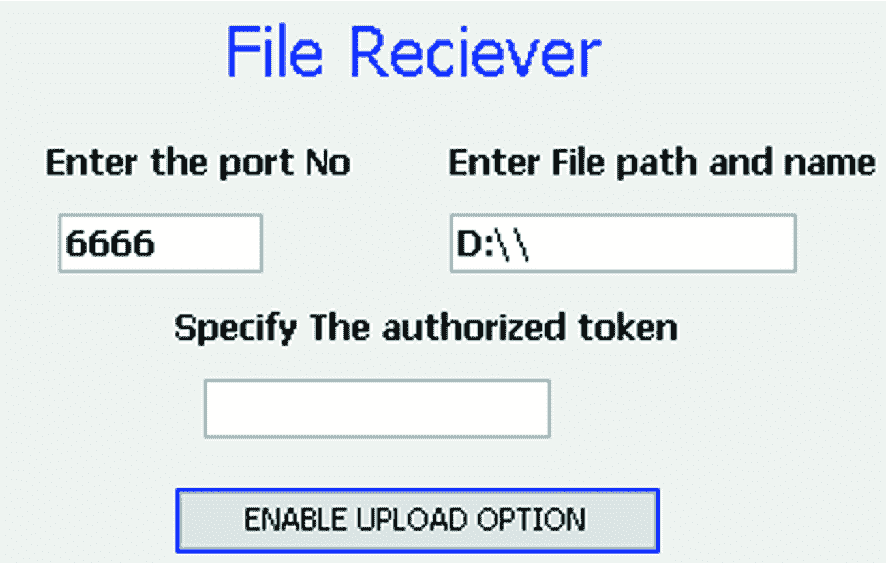 File Reciever
Enter the port No
Enter File path and name
6666
D:\\
Specify The authorized token
ENABLE UPLOAD OPTION